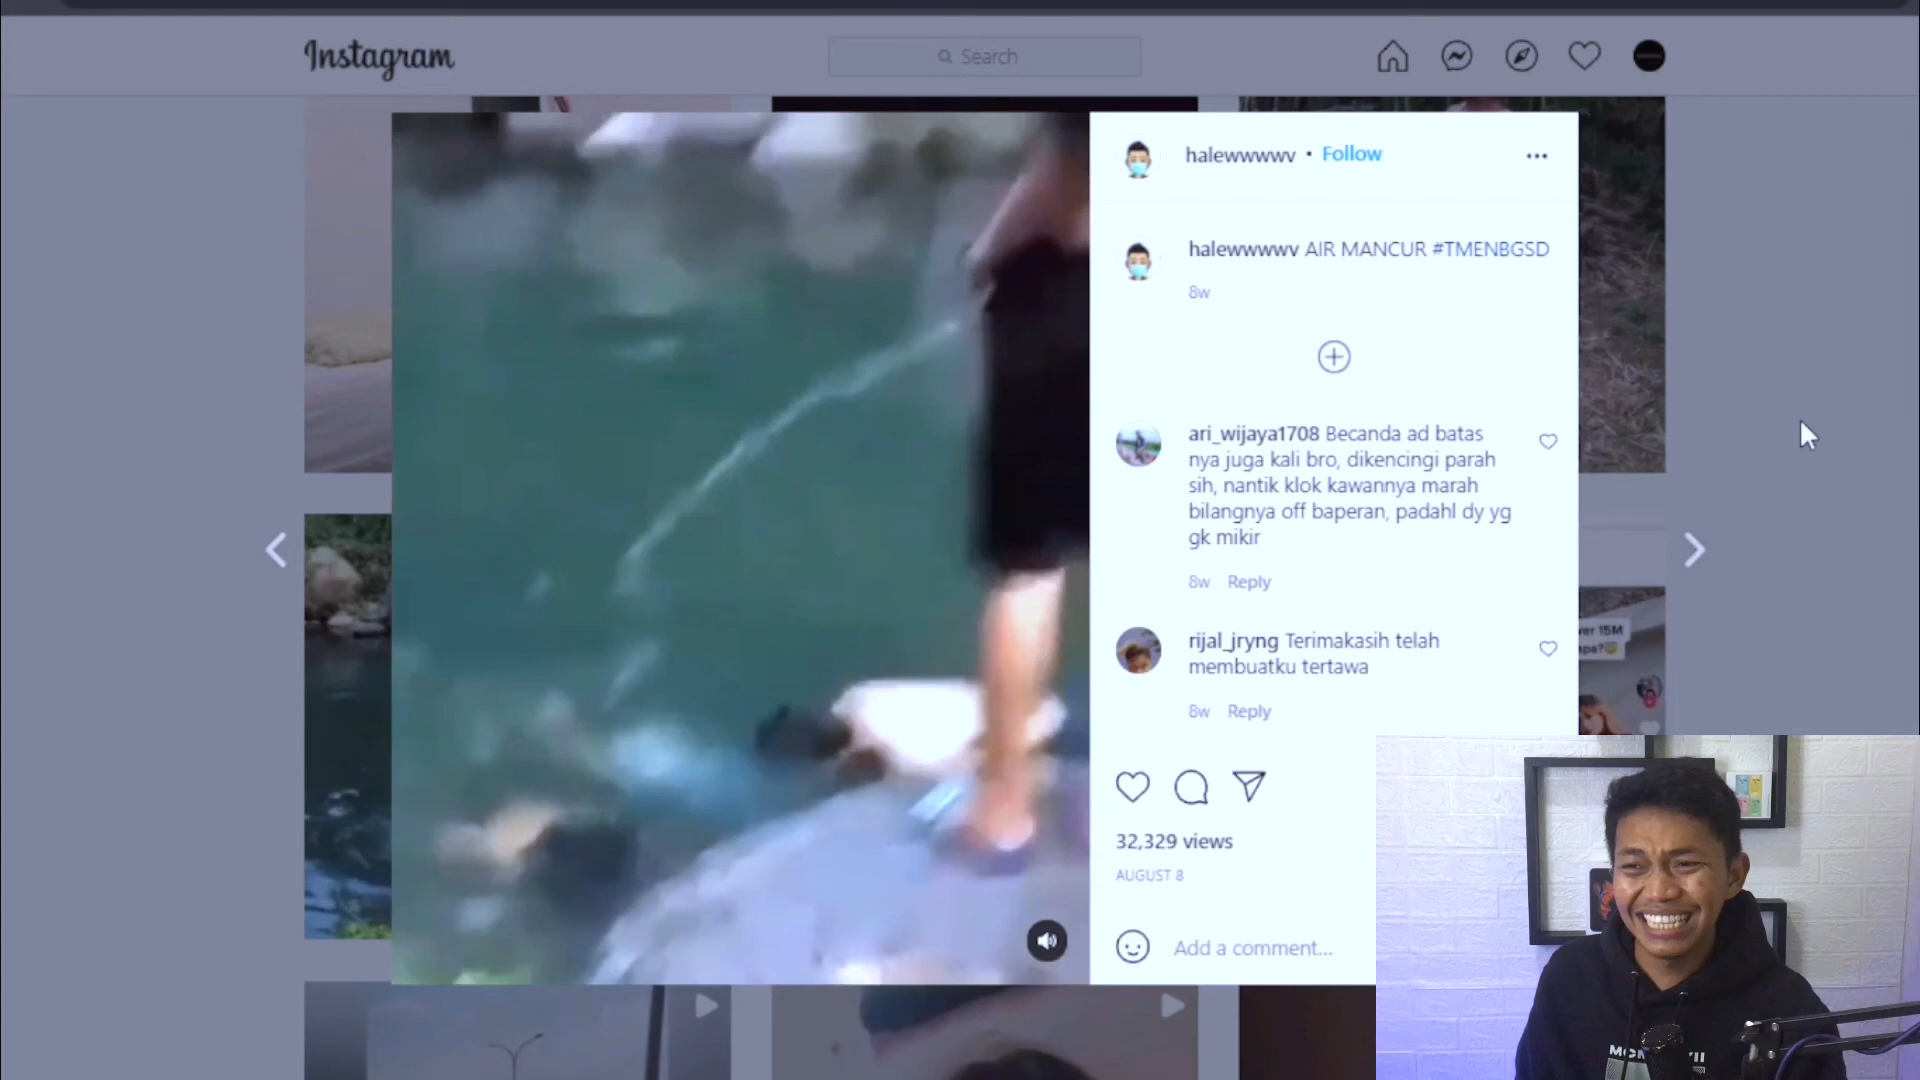 Instagram
Search
halewwwwv • Follow
halewwwwv AIR MANCUR #TMENBGSD
8w
ari_wijaya1708 Becanda ad batas
nya juga kali bro, dikencingi parah
sih, nantik klok kawannya marah
bilangnya off baperan, padahl dy yg
gk mikir
8w Reply
rijal_jryng Terimakasih telah
membuatku tertawa
8w Reply
32,329 views
AUGUST 8
Add a comment...
15M